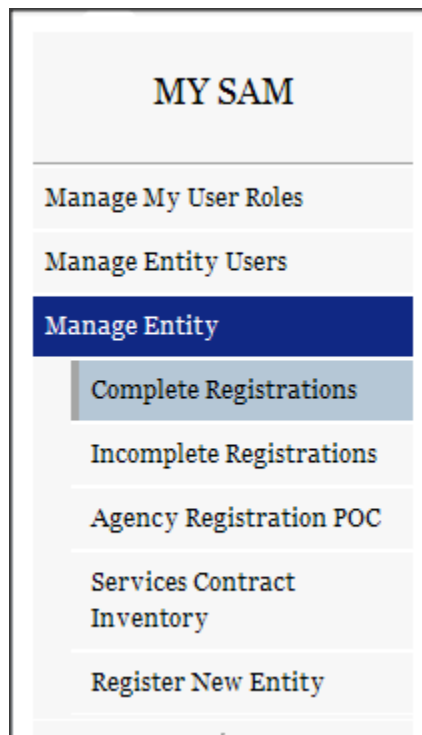 MY SAM
Manage My User Roles
Manage Entity Users
Manage Entity
Complete Registrations
Incomplete Registrations
Agency Registration POC
Services Contract
Inventory
Register New Entity